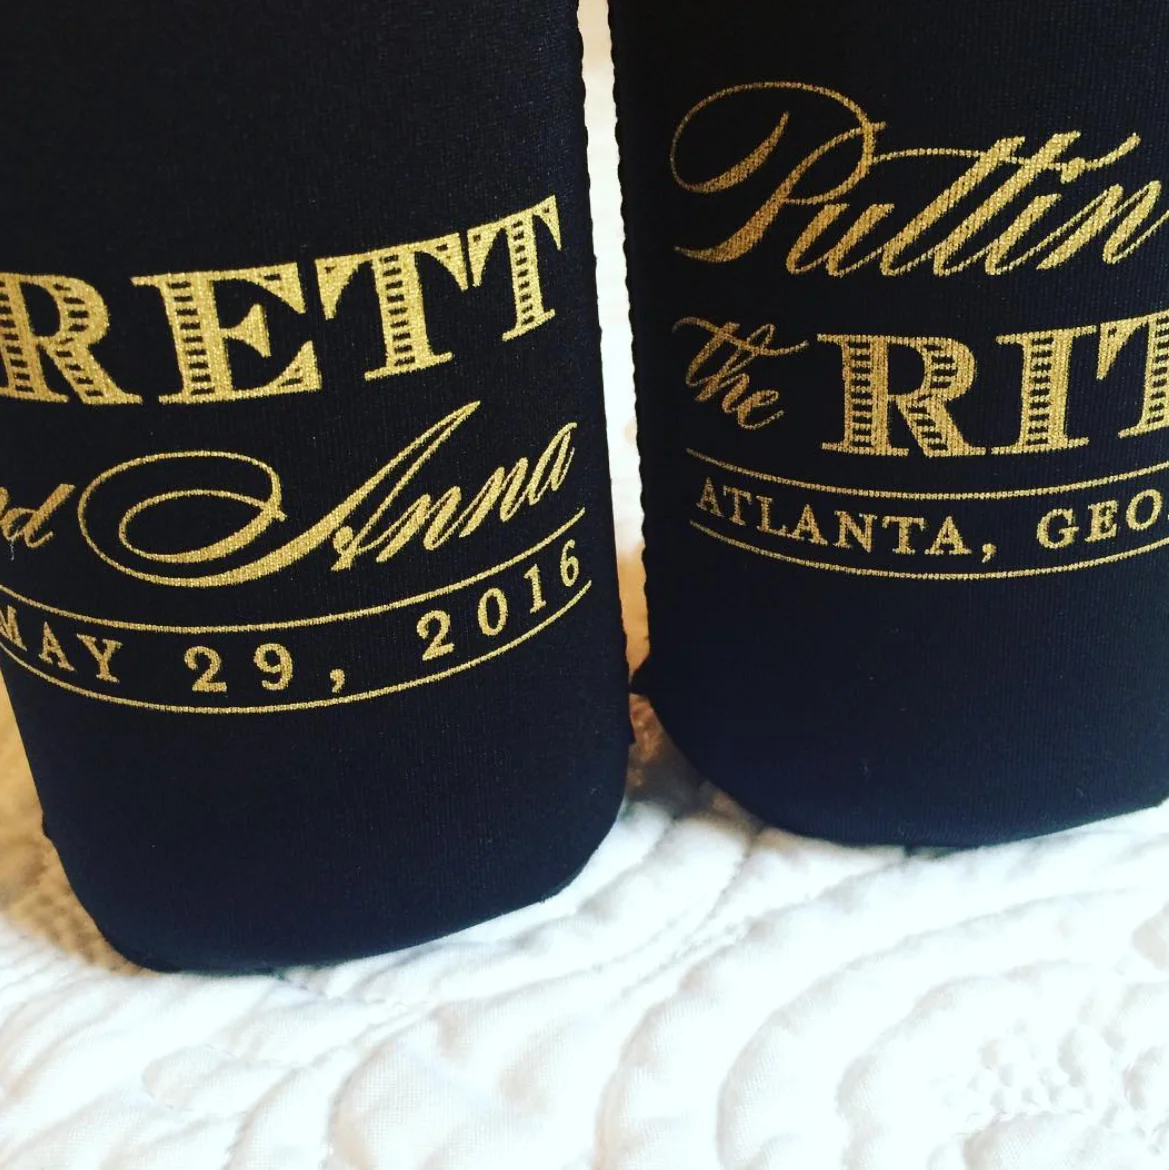 RETT
Anna
MAY 29, 2016
Puttin
the RIT
ATLANTA, GEO